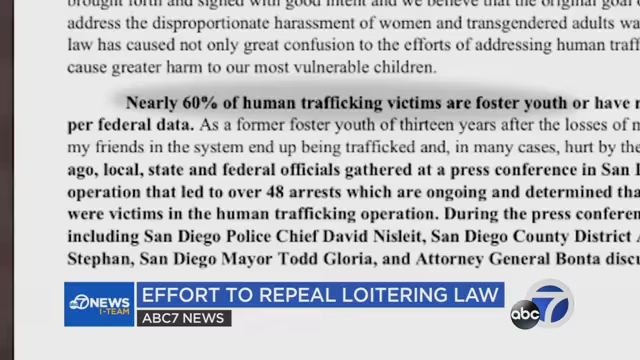 brought forth and signed with good intent and we believe that the original goal o
address the disproportionate harassment of women and transgendered adults wa
law has caused not only great confusion to the efforts of addressing human traff
cause greater harm to our most vulnerable children.
Nearly 60% of human trafficking victims are foster youth or have r
per federal data. As a former foster youth of thirteen years after the losses of m
my friends in the system end up being trafficked and, in many cases, hurt by the
ago, local, state and federal officials gathered at a press conference in San D
operation that led to over 48 arrests which are ongoing and determined tha
were victims in the human trafficking operation. During the press conferen
including San Diego Police Chief David Nisleit, San Diego County District A
Stephan, San Diego Mayor Todd Gloria, and Attorney General Bonta discu
7 NEWS
I-TEAM
EFFORT TO REPEAL LOITERING LAW
ABC7 NEWS
abc 7